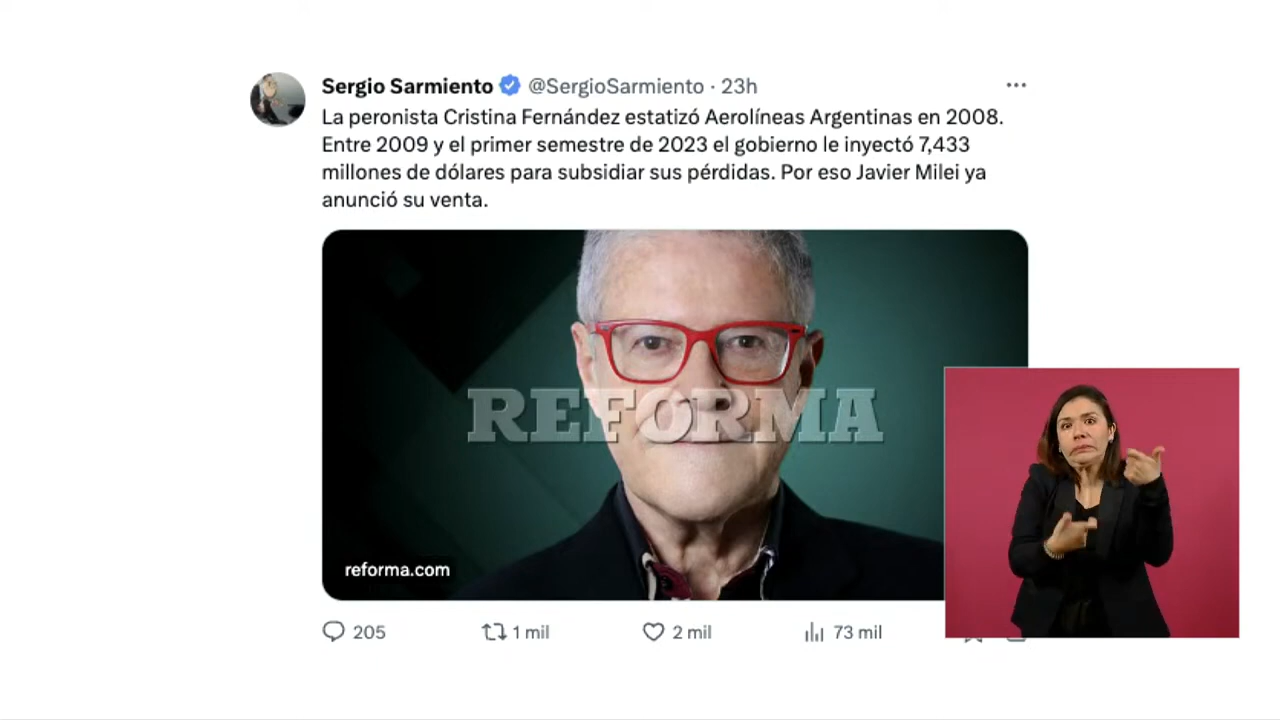 Sergio Sarmiento @SergioSarmiento · 23h
La peronista Cristina Fernández estatizó Aerolíneas Argentinas en 2008.
Entre 2009 y el primer semestre de 2023 el gobierno le inyectó 7,433
millones de dólares para subsidiar sus pérdidas. Por eso Javier Milei ya
anunció su venta.
REFORMA
reforma.com
205 1 mil 2 mil 73 mil